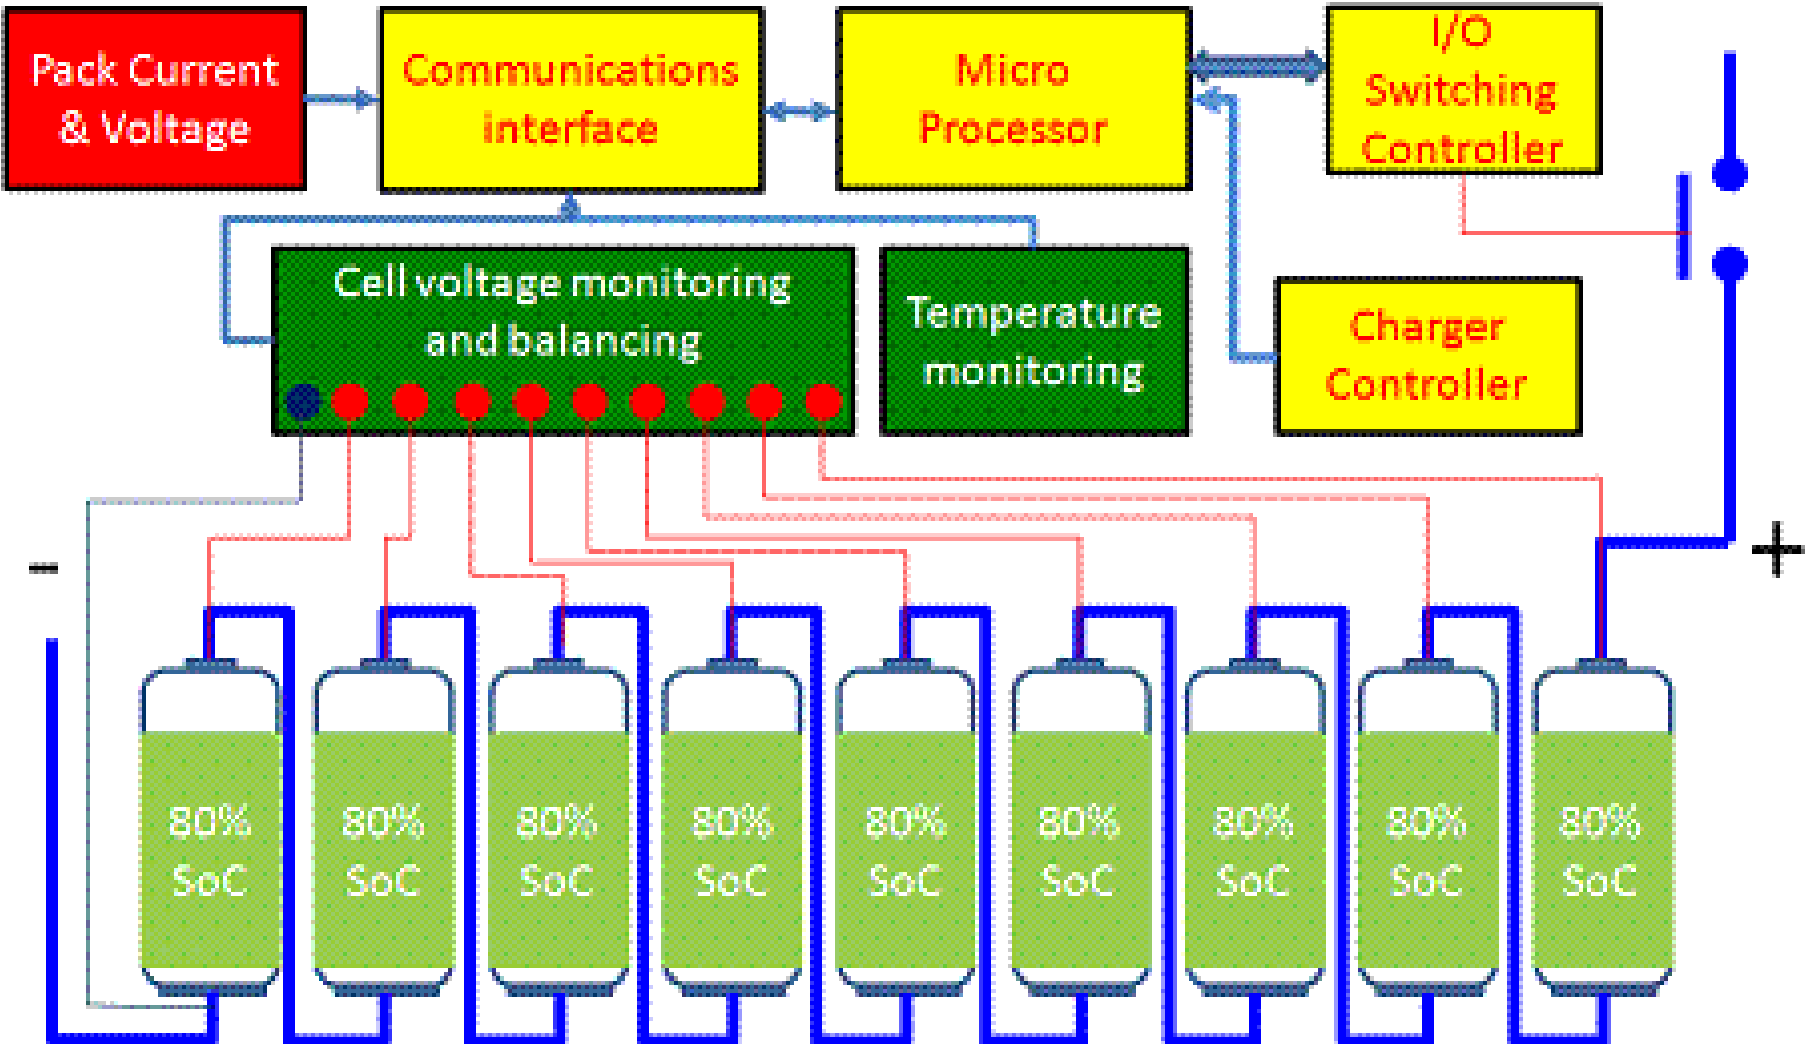 Pack Current
& Voltage
Communications
interface
Micro
Processor
I/O
Switching
Controller
Cell voltage monitoring
and balancing
Temperature
monitoring
Charger
Controller
-
+
80%
SoC
80%
SoC
80%
SoC
80%
SoC
80%
SoC
80%
SoC
80%
SoC
80%
SoC
80%
SoC